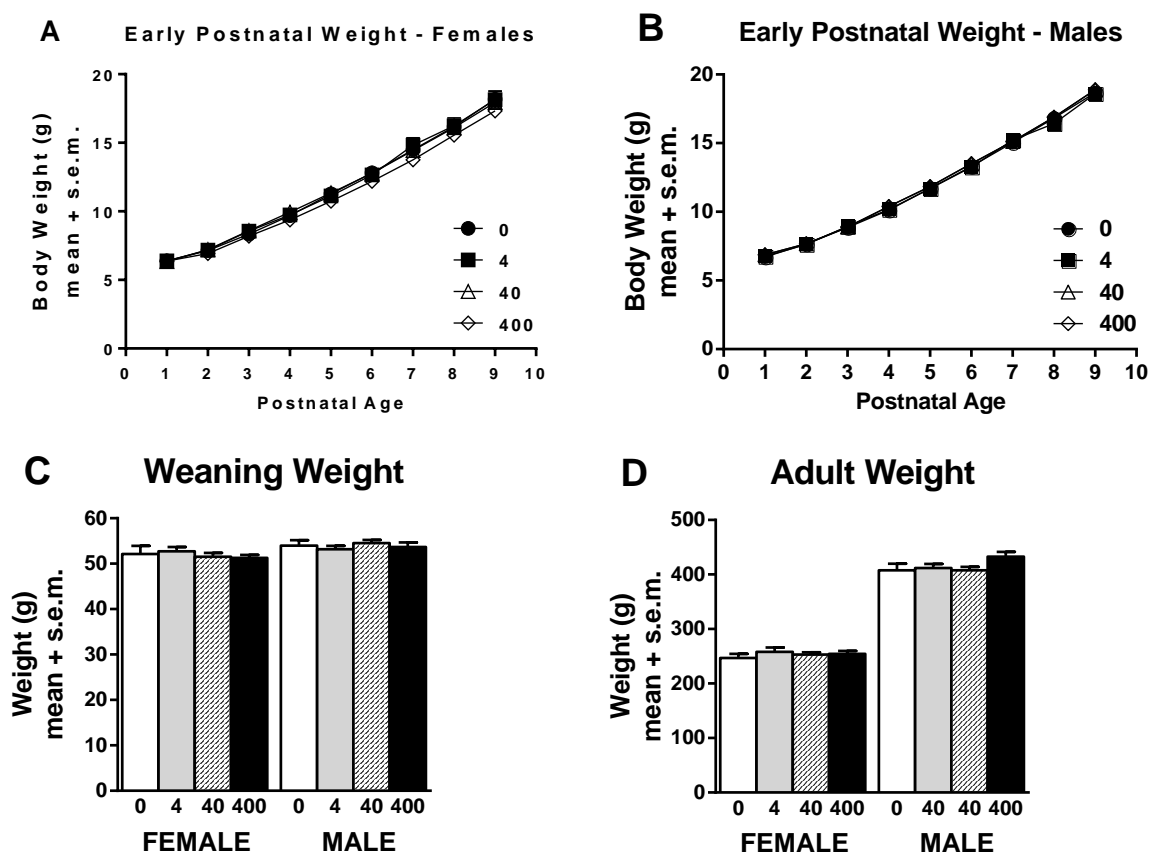 A Early Postnatal Weight - Females
Body Weight (g)
mean + s.e.m.
20
15
10
5
0
0
4
40
400
0 1 2 3 4 5 6 7 8 9 10
Postnatal Age
B Early Postnatal Weight - Males
Body Weight (g)
mean + s.e.m.
20
15
10
5
0
0
4
40
400
0 1 2 3 4 5 6 7 8 9 10
Postnatal Age
C Weaning Weight
Weight (g)
mean + s.e.m.
60
50
40
30
20
10
0
0 4 40 400 0 4 40 400
FEMALE MALE
D Adult Weight
Weight (g)
mean + s.e.m.
500
400
300
200
100
0
0 4 40 400 0 40 40 400
FEMALE MALE